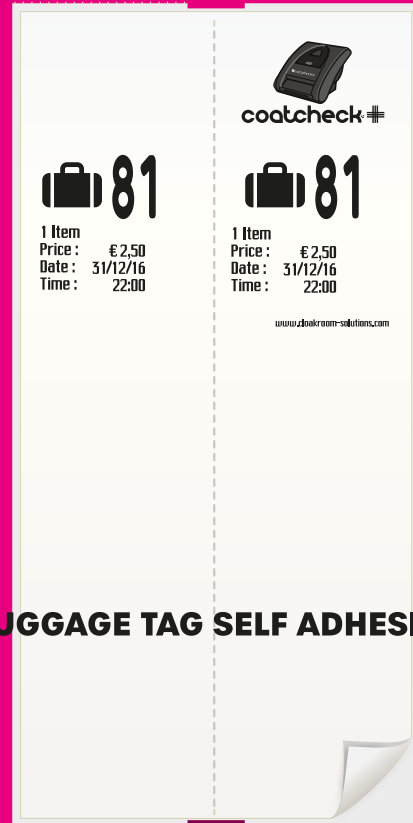 coatcheck
81
1 Item
Price : € 2,50
Date : 31/12/16
Time : 22:00
81
1 Item
Price : € 2,50
Date : 31/12/16
Time : 22:00
www.cloakroom-solutions.com
UGGAGE TAG SELF ADHESI